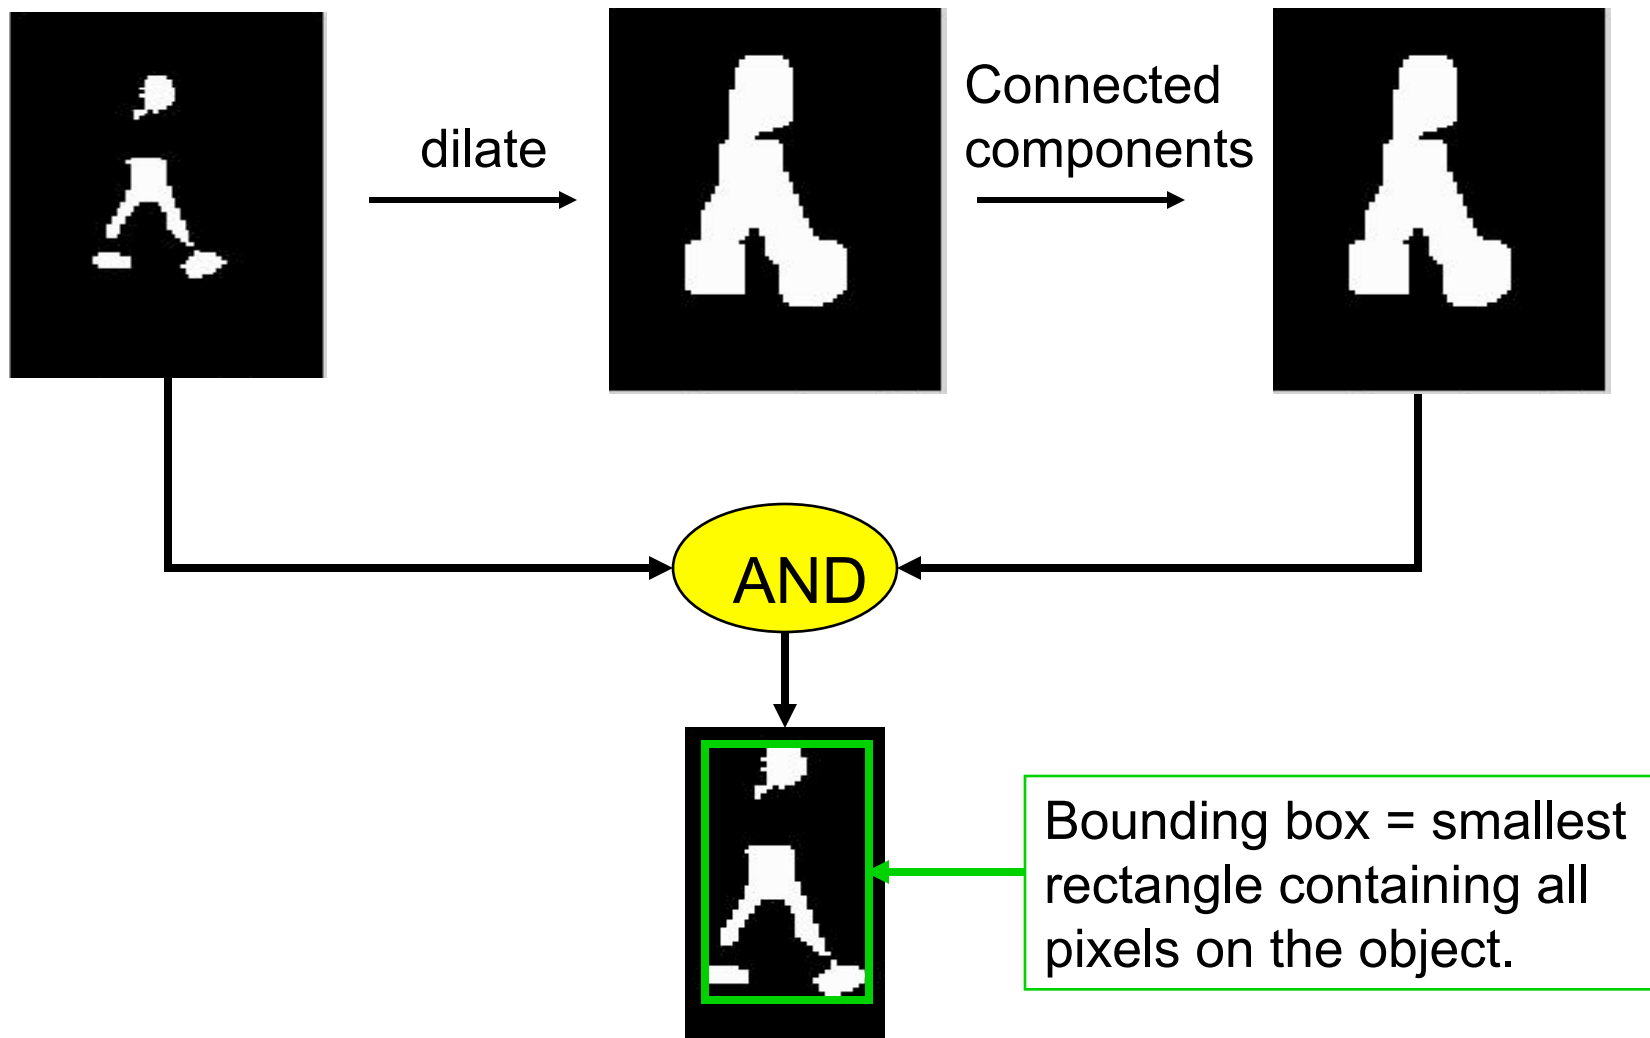 dilate
Connected
components
AND
Bounding box = smallest
rectangle containing all
pixels on the object.